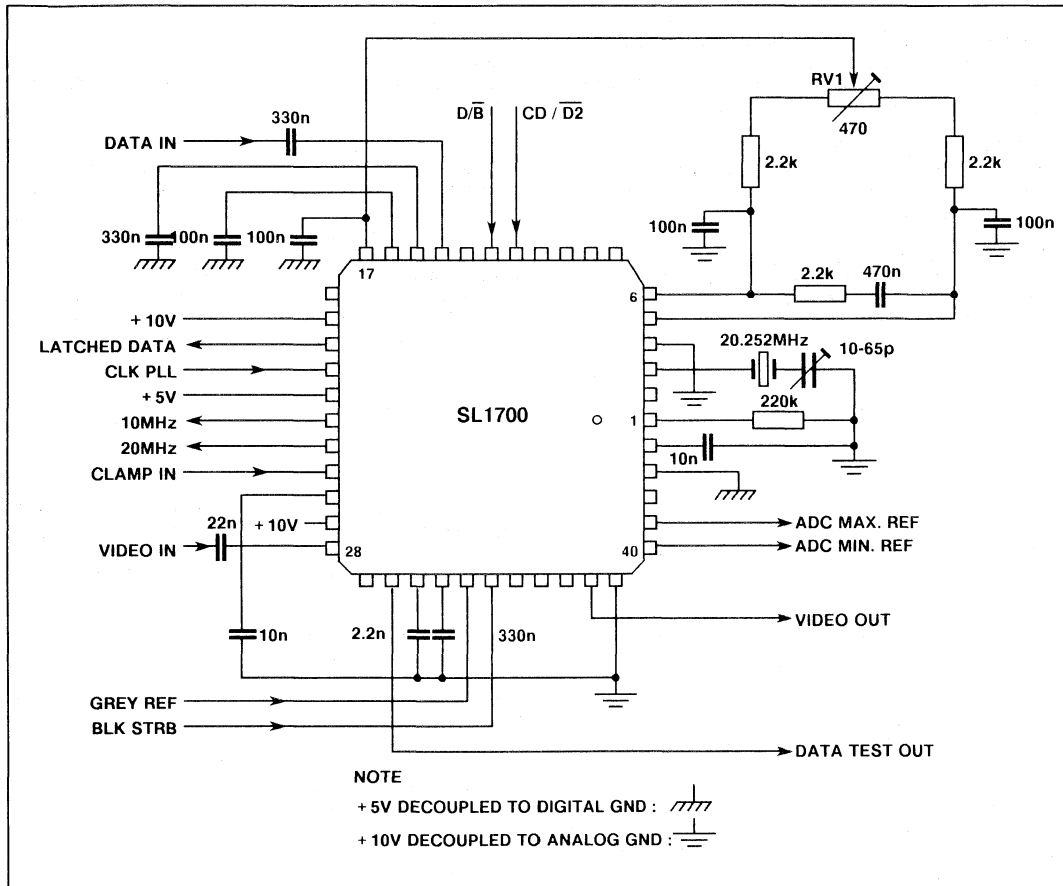 RV1
470
330n
D/B̅
CD / D̅2̅
DATA IN
2.2k
2.2k
330n
100n
100n
100n
100n
17
6
2.2k
470n
+ 10V
LATCHED DATA
20.252MHz
10-65p
CLK PLL
+ 5V
SL1700
220k
10MHz
1
20MHz
10n
CLAMP IN
22n
+ 10V
ADC MAX. REF
VIDEO IN
28
40
ADC MIN. REF
VIDEO OUT
10n
2.2n
330n
GREY REF
BLK STRB
DATA TEST OUT
NOTE
+ 5V DECOUPLED TO DIGITAL GND :
+ 10V DECOUPLED TO ANALOG GND :